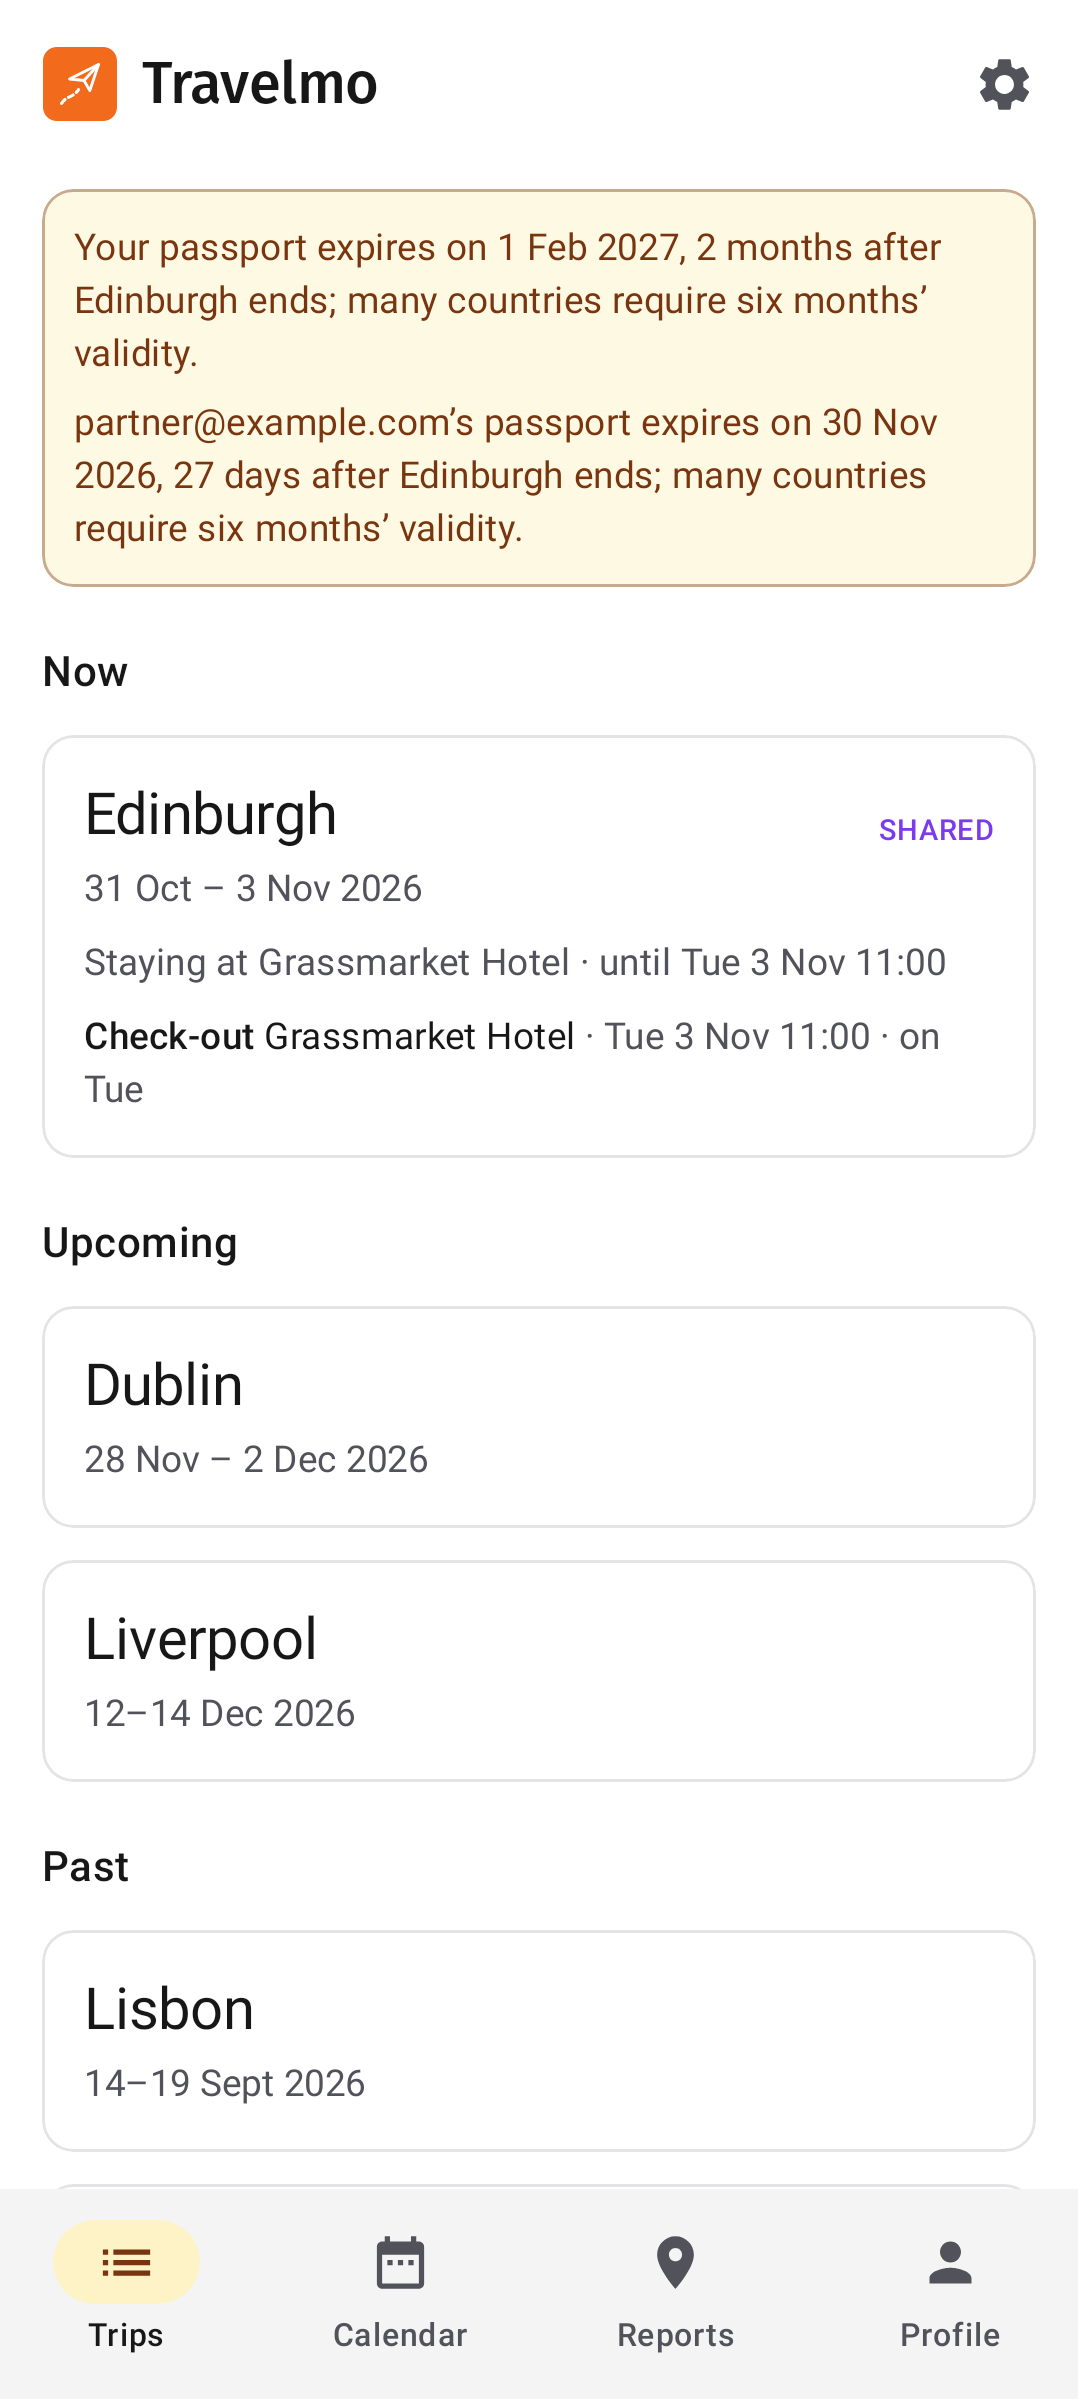 Travelmo
Your passport expires on 1 Feb 2027, 2 months after
Edinburgh ends; many countries require six months’
validity.
partner@example.com’s passport expires on 30 Nov
2026, 27 days after Edinburgh ends; many countries
require six months’ validity.
Now
Edinburgh
SHARED
31 Oct – 3 Nov 2026
Staying at Grassmarket Hotel · until Tue 3 Nov 11:00
Check-out Grassmarket Hotel · Tue 3 Nov 11:00 · on
Tue
Upcoming
Dublin
28 Nov – 2 Dec 2026
Liverpool
12–14 Dec 2026
Past
Lisbon
14–19 Sept 2026
Trips
Calendar
Reports
Profile